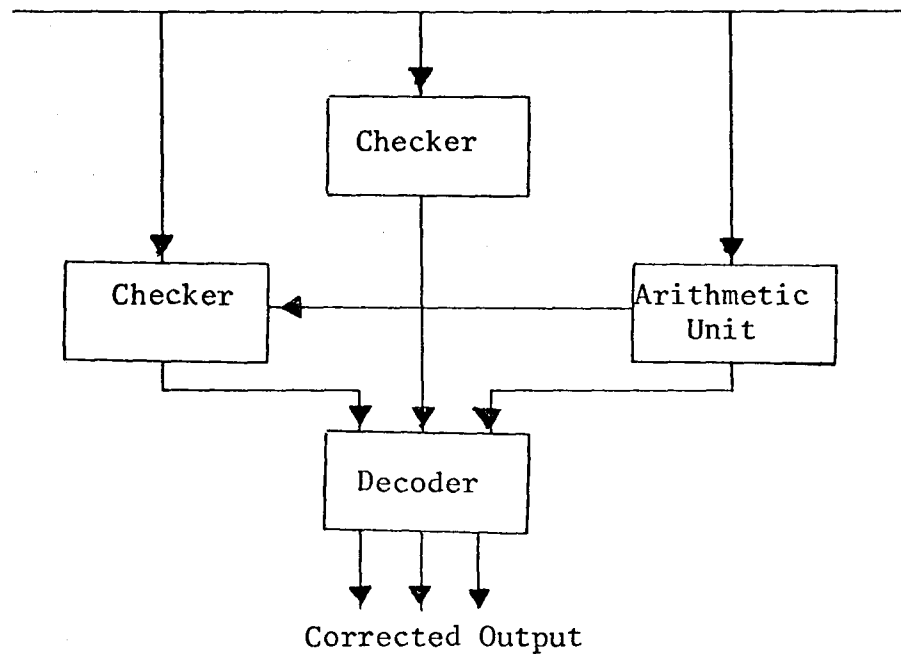 Checker
Checker
Arithmetic
Unit
Decoder
Corrected Output